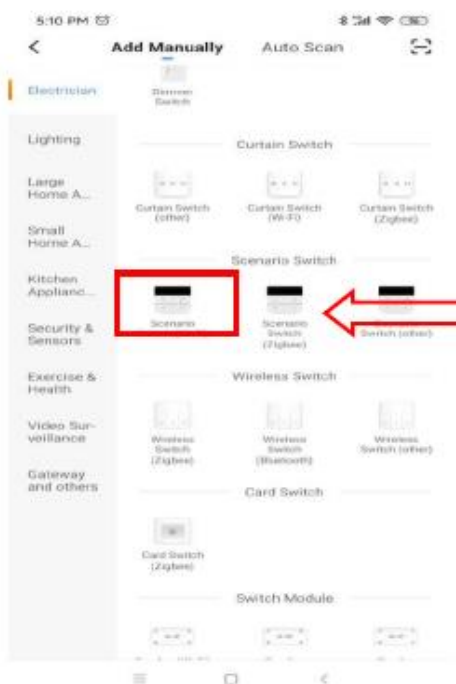 5:10 PM
Add Manually Auto Scan
Electrician
Dimmer
Switch
Lighting
Curtain Switch
Large
Home A...
Curtain Switch
(other)
Curtain Switch
(Wi-Fi)
Curtain Switch
(Zigbee)
Small
Home A...
Scenario Switch
Kitchen
Applianc...
Scenario
Scenario
Switch
(Zigbee)
Switch (other)
Security &
Sensors
Exercise &
Health
Wireless Switch
Video Sur-
veillance
Wireless
Switch
(Zigbee)
Wireless
Switch
(Bluetooth)
Wireless
Switch (other)
Gateway
and others
Card Switch
Card Switch
(Zigbee)
Switch Module